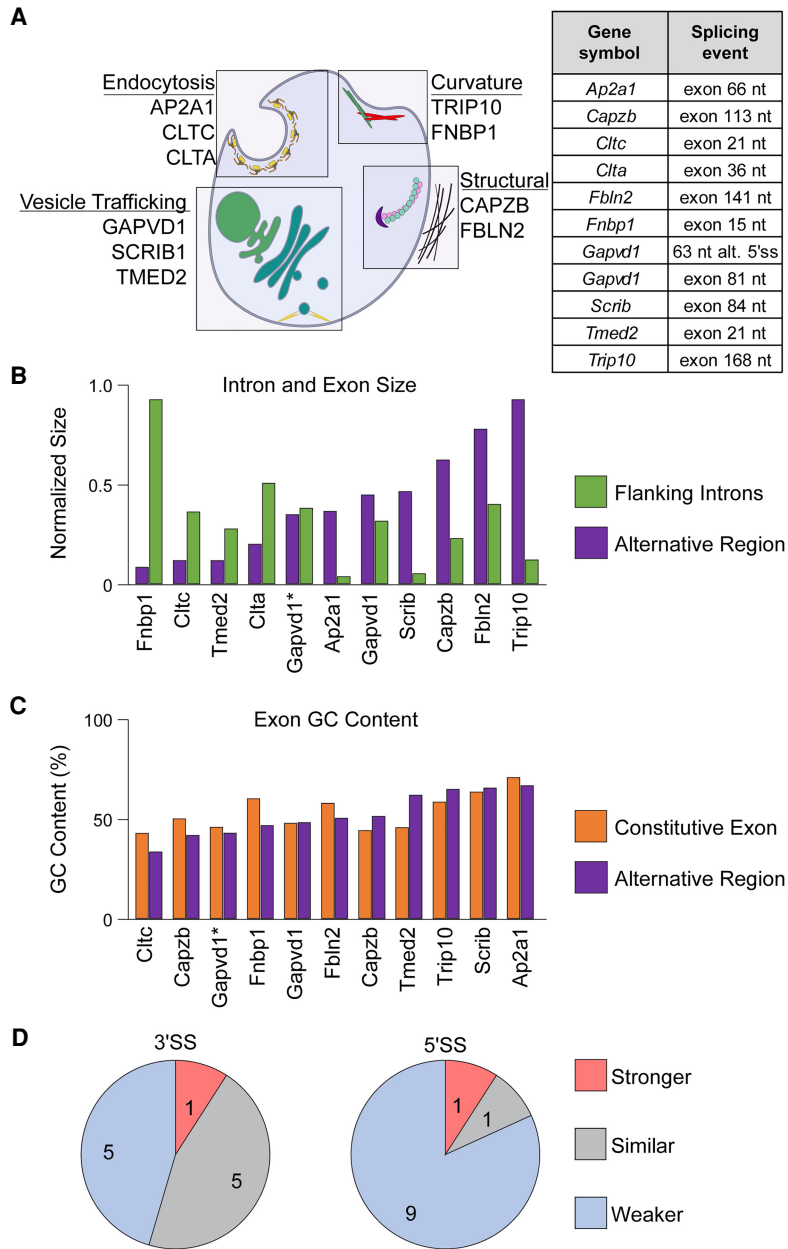 A
Endocytosis
AP2A1
CLTC
CLTA
Curvature
TRIP10
FNBP1
Vesicle Trafficking
GAPVD1
SCRIB1
TMED2
Structural
CAPZB
FBLN2
Gene symbol Splicing event
Ap2a1 exon 66 nt
Capzb exon 113 nt
Cltc exon 21 nt
Clta exon 36 nt
Fbln2 exon 141 nt
Fnbp1 exon 15 nt
Gapvd1 63 nt alt. 5'ss
Gapvd1 exon 81 nt
Scrib exon 84 nt
Tmed2 exon 21 nt
Trip10 exon 168 nt
B
Intron and Exon Size
Normalized Size
1.0
0.5
0
Fnbp1
Cltc
Tmed2
Clta
Gapvd1*
Ap2a1
Gapvd1
Scrib
Capzb
Fbln2
Trip10
Flanking Introns
Alternative Region
C
Exon GC Content
GC Content (%)
100
50
0
Cltc
Capzb
Gapvd1*
Fnbp1
Gapvd1
Fbln2
Capzb
Tmed2
Trip10
Scrib
Ap2a1
Constitutive Exon
Alternative Region
D
3'SS
1
5
5
5'SS
1
1
9
Stronger
Similar
Weaker